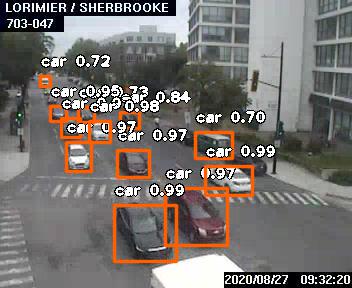 LORIMIER / SHERBROOKE
703-047
car 0.72
car 0.95
0.73
0.84
car 0.98
car 0.97
car 0.97
car 0.70
car 0.99
car 0.97
car 0.99
2020/08/27 09:32:20